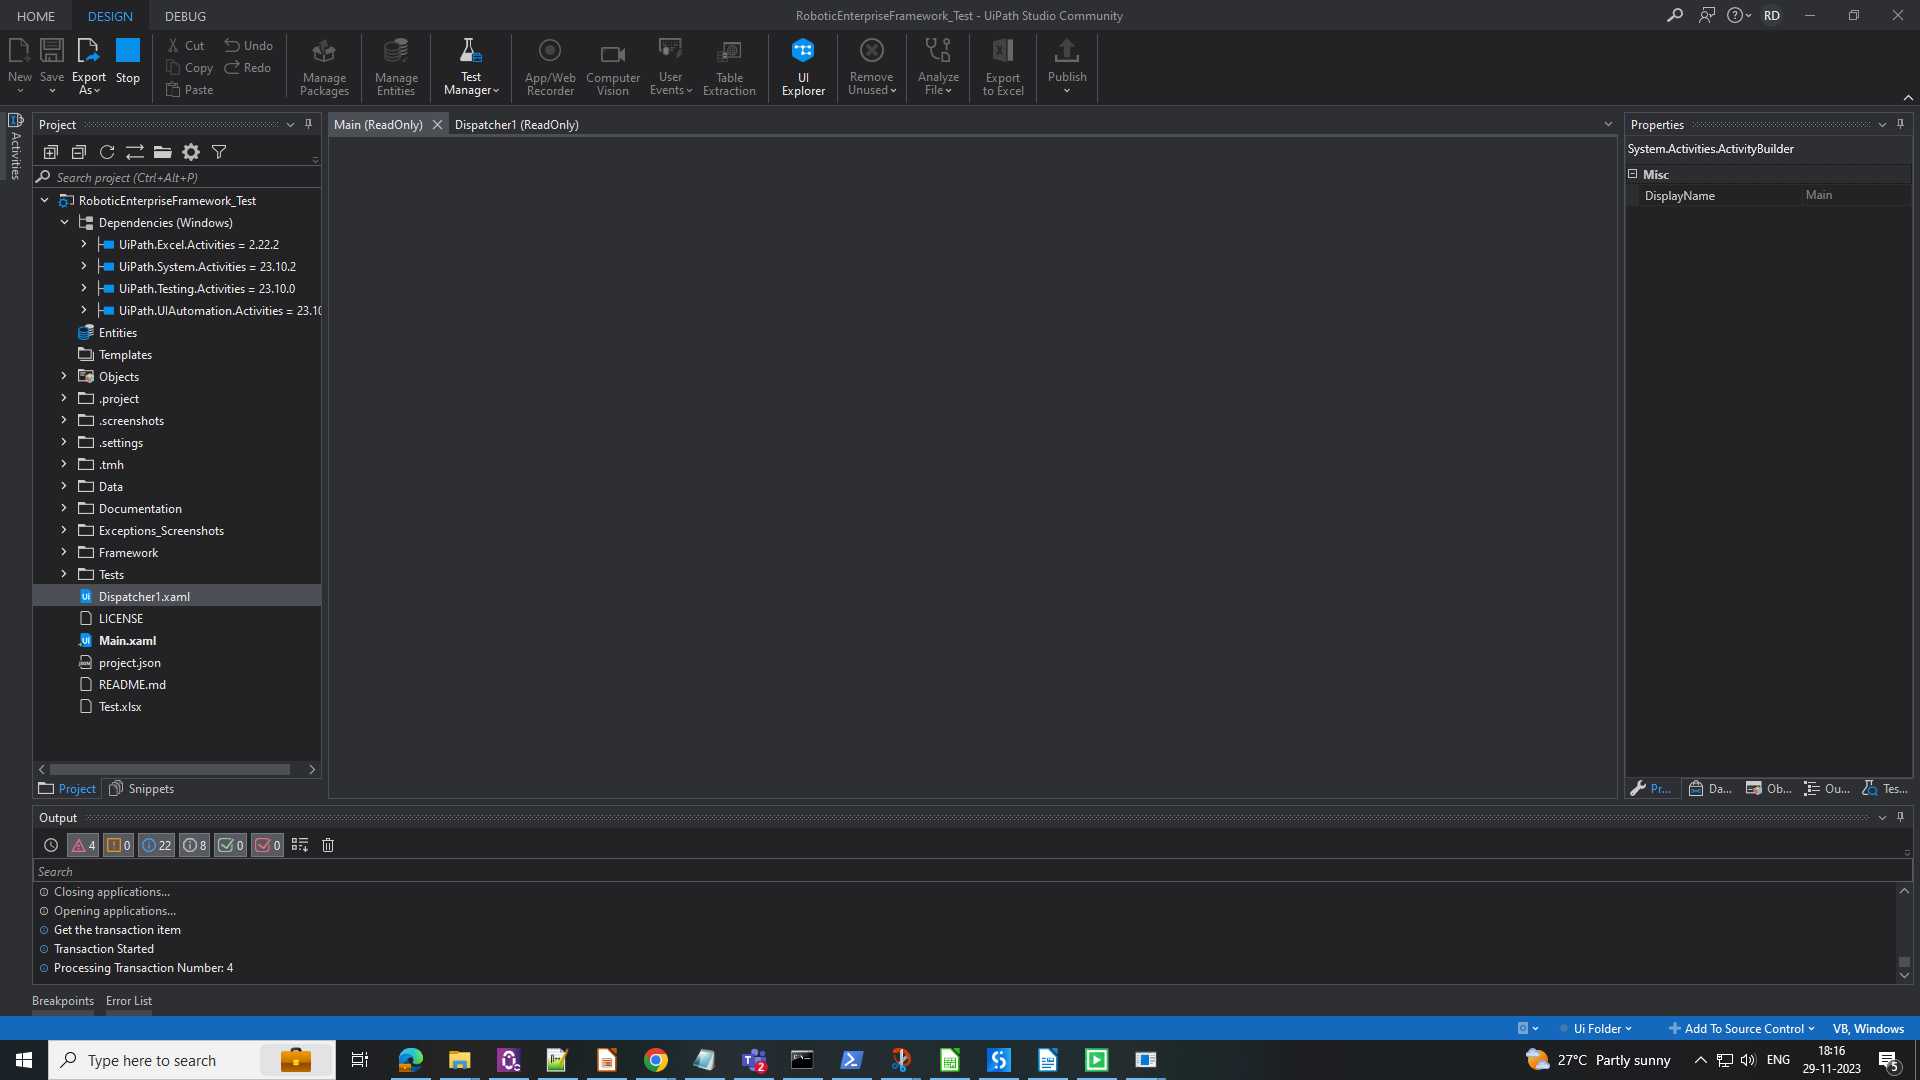 HOME DESIGN DEBUG RoboticEnterpriseFramework_Test - UiPath Studio Community RD
New Save Export As Stop Cut Copy Paste Undo Redo Manage Packages Manage Entities Test Manager App/Web Recorder Computer Vision User Events Table Extraction UI Explorer Remove Unused Analyze File Export to Excel Publish
Activities
Project
Search project (Ctrl+Alt+P)
RoboticEnterpriseFramework_Test
Dependencies (Windows)
UiPath.Excel.Activities = 2.22.2
UiPath.System.Activities = 23.10.2
UiPath.Testing.Activities = 23.10.0
UiPath.UIAutomation.Activities = 23.10
Entities
Templates
Objects
.project
.screenshots
.settings
.tmh
Data
Documentation
Exceptions_Screenshots
Framework
Tests
Dispatcher1.xaml
LICENSE
Main.xaml
project.json
README.md
Test.xlsx
Project Snippets
Main (ReadOnly) Dispatcher1 (ReadOnly)
Properties
System.Activities.ActivityBuilder
Misc
DisplayName Main
Pr... Da... Ob... Ou... Tes...
Output
4 0 22 8 0 0
Search
Closing applications...
Opening applications...
Get the transaction item
Transaction Started
Processing Transaction Number: 4
Breakpoints Error List
Ui Folder Add To Source Control VB, Windows
Type here to search 2 27°C Partly sunny ENG 18:16 5
29-11-2023